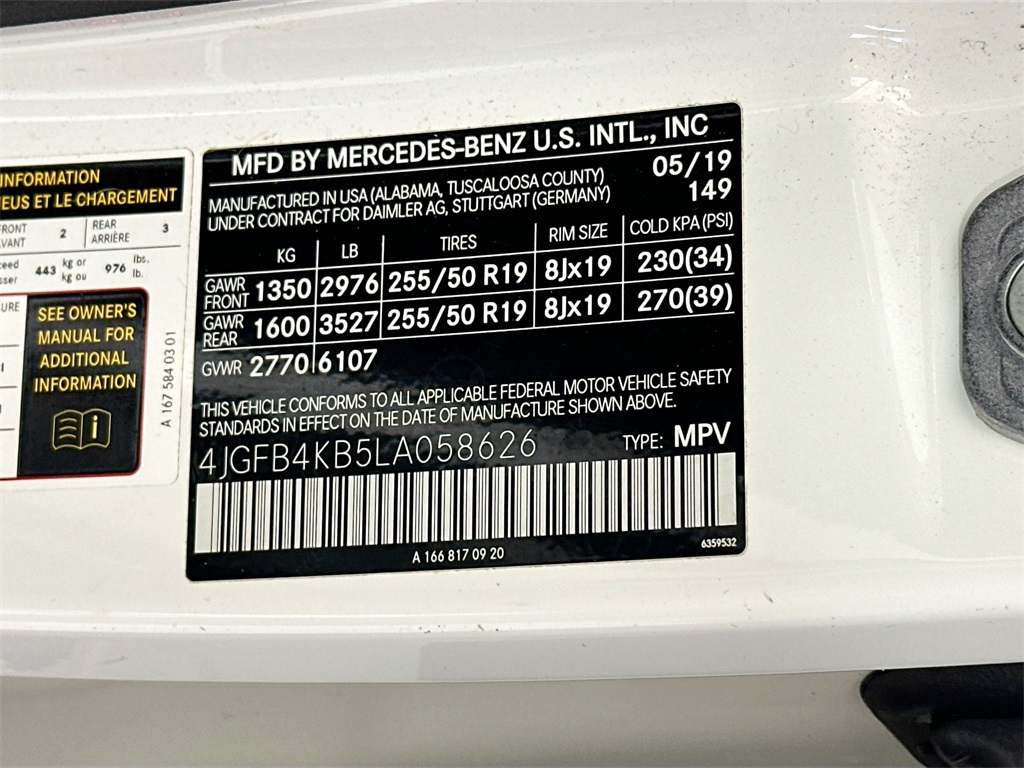 INFORMATION
EUS ET LE CHARGEMENT
FRONT 2 REAR 3
AVANT ARRIÈRE
443 kg or 976 lbs.
kg ou lb.
SEE OWNER'S
MANUAL FOR
ADDITIONAL
INFORMATION
A 167 584 03 01
MFD BY MERCEDES-BENZ U.S. INTL., INC
MANUFACTURED IN USA (ALABAMA, TUSCALOOSA COUNTY) 05/19
UNDER CONTRACT FOR DAIMLER AG, STUTTGART (GERMANY) 149
KG LB TIRES RIM SIZE COLD KPA (PSI)
GAWR FRONT 1350 2976 255/50 R19 8Jx19 230(34)
GAWR REAR 1600 3527 255/50 R19 8Jx19 270(39)
GVWR 2770 6107
THIS VEHICLE CONFORMS TO ALL APPLICABLE FEDERAL MOTOR VEHICLE SAFETY
STANDARDS IN EFFECT ON THE DATE OF MANUFACTURE SHOWN ABOVE.
4JGFB4KB5LA058626 TYPE: MPV
A 166 817 09 20 6359532